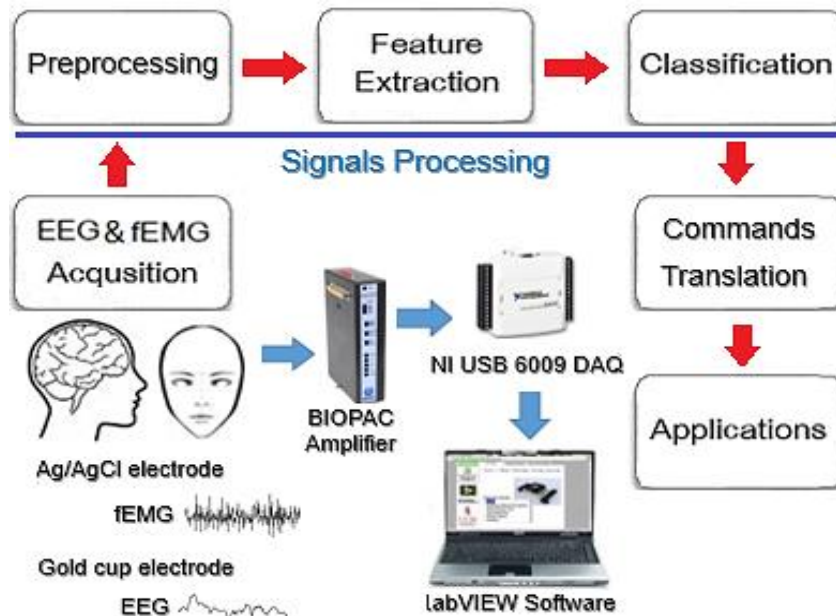 Preprocessing
Feature
Extraction
Classification
Signals Processing
EEG & fEMG
Acqusition
Commands
Translation
NI USB 6009 DAQ
BIOPAC
Amplifier
Applications
Ag/AgCl electrode
fEMG
Gold cup electrode
EEG
LabVIEW Software